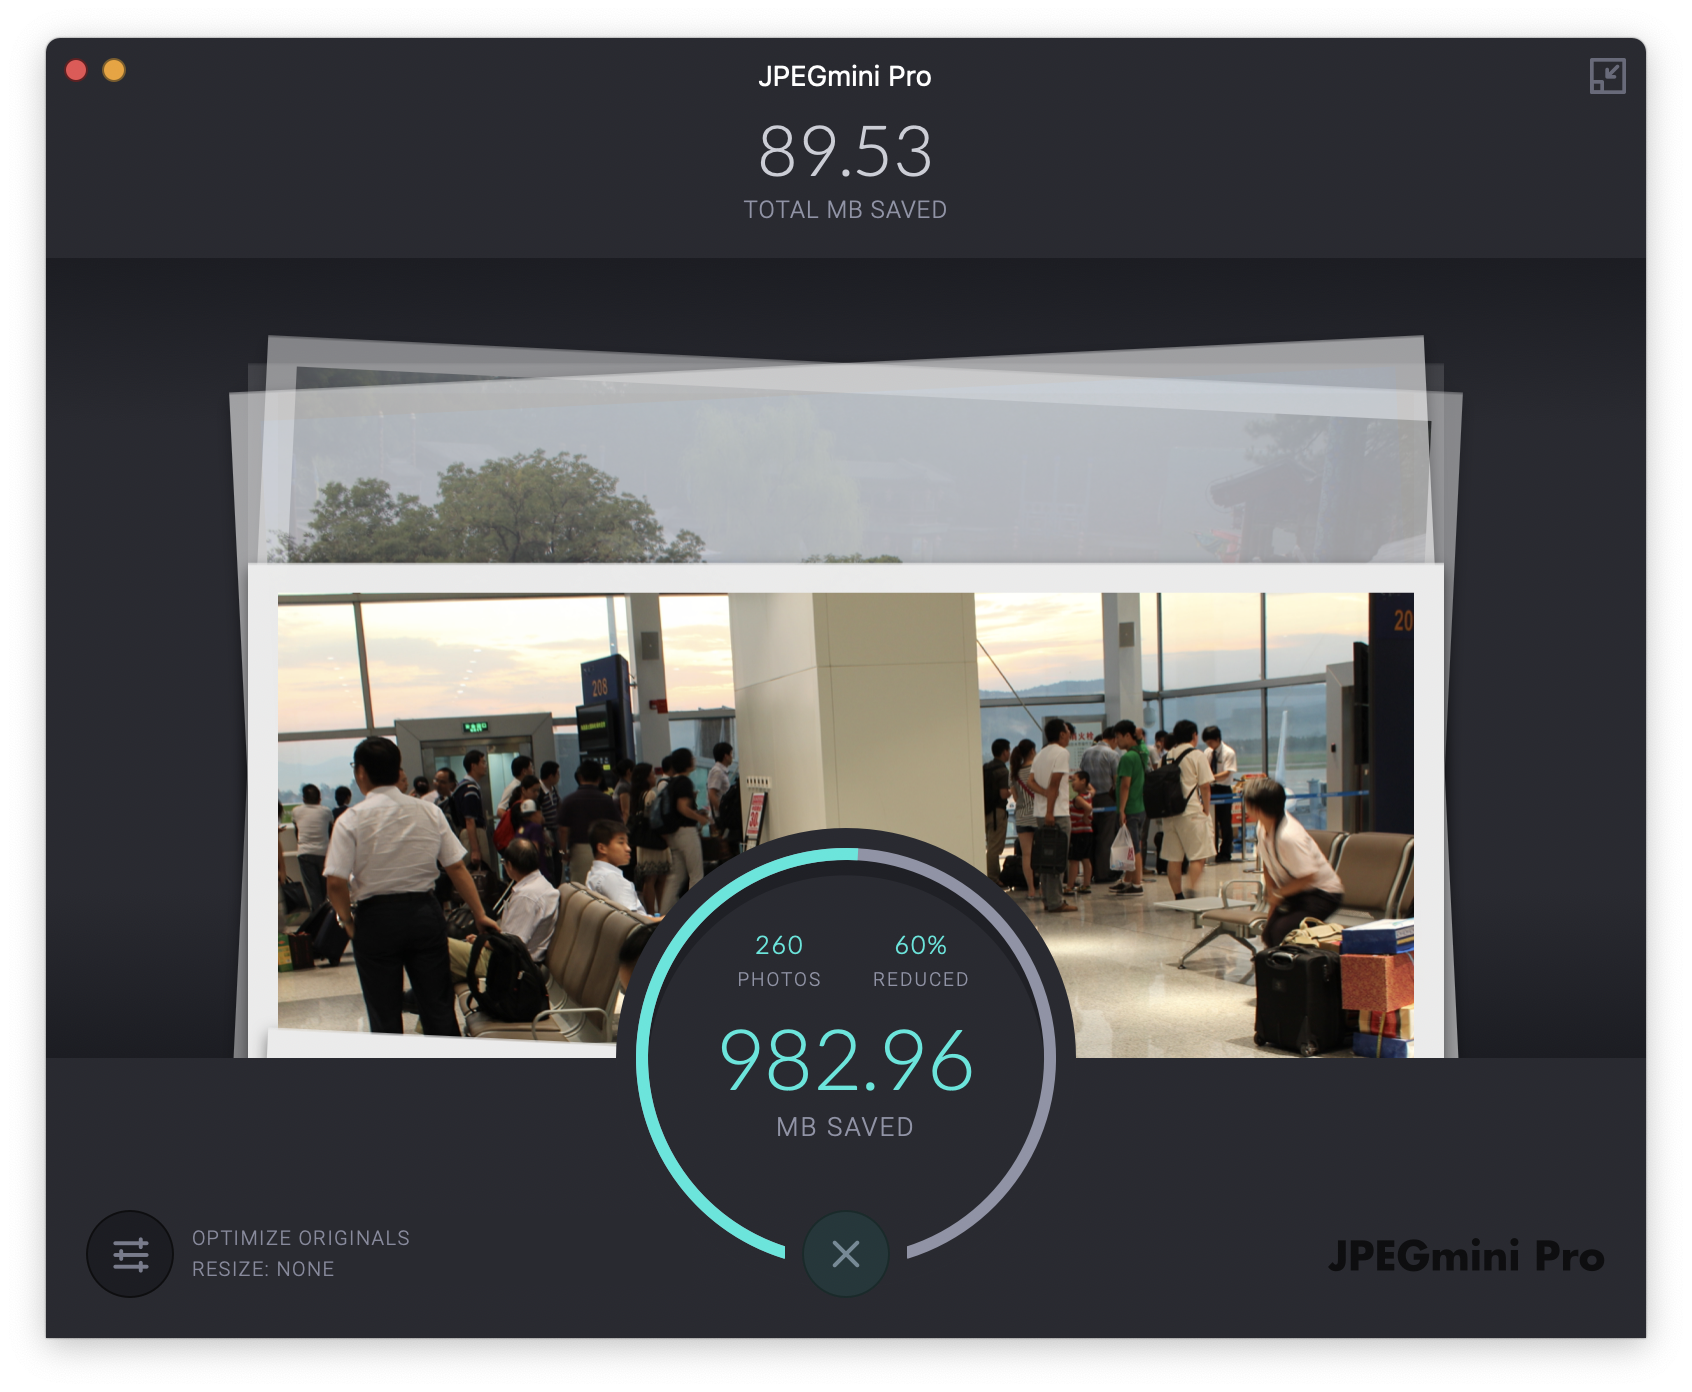 JPEGmini Pro
89.53
TOTAL MB SAVED
208
20
260
60%
PHOTOS
REDUCED
982.96
MB SAVED
OPTIMIZE ORIGINALS
RESIZE: NONE
JPEGmini Pro